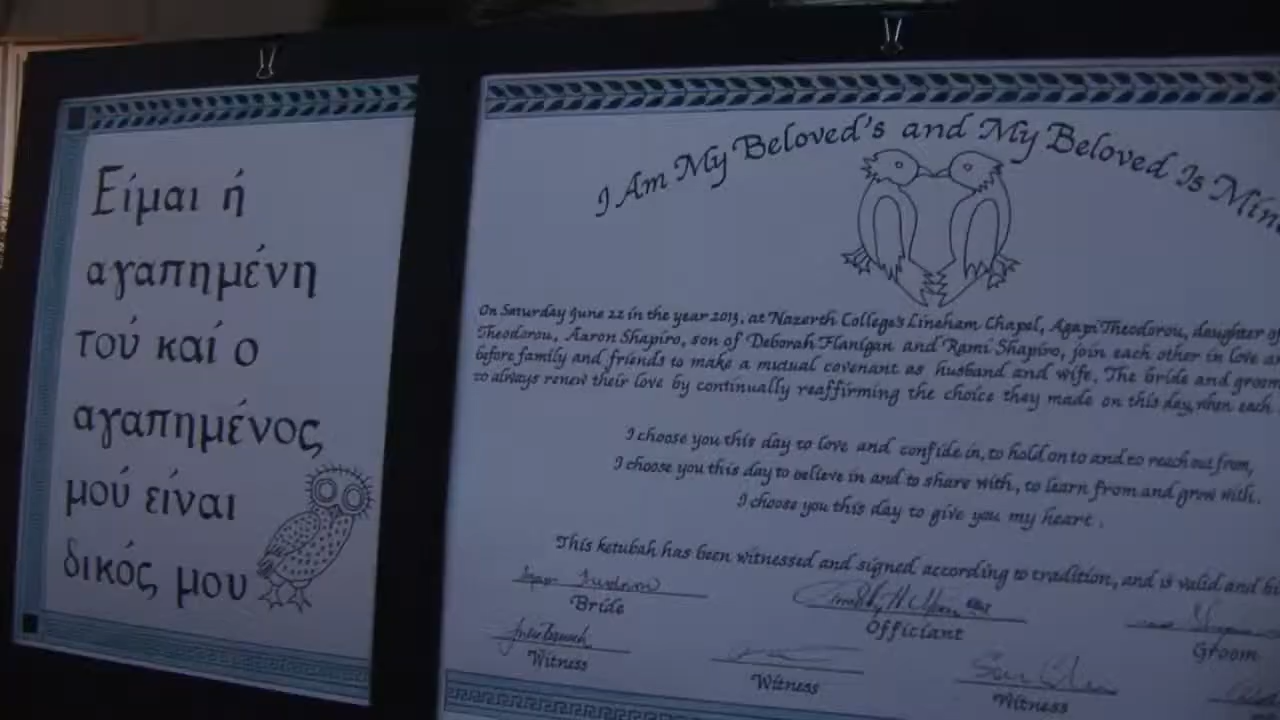 Είμαι ή
αγαπημένη
τού καί ο
αγαπημένος
μού είναι
δικός μου
I Am My Beloved's and My Beloved Is Mine
On Saturday June 22 in the year 2013, at Nazerth College's Lineham Chapel, Agapi Theodorou, daughter of
Theodorou, Aaron Shapiro, son of Deborah Flanigan and Rami Shapiro, join each other in love
before family and friends to make a mutual covenant as husband and wife. The bride and groom
to always renew their love by continually reaffirming the choice they made on this day, when each
I choose you this day to love and confide in, to hold on to and to reach out from,
I choose you this day to believe in and to share with, to learn from and grow with.
I choose you this day to give you my heart.
This ketubah has been witnessed and signed according to tradition, and is valid and
Bride
Officiant
Groom
Witness
Witness
Witness